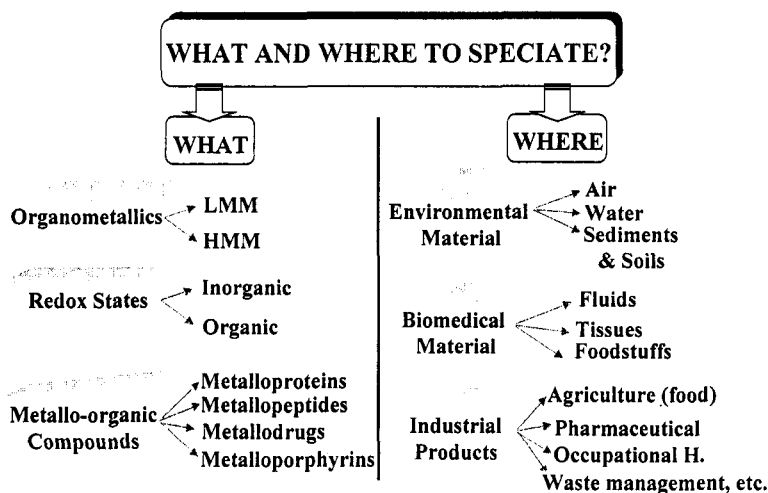 WHAT AND WHERE TO SPECIATE?
WHAT
Organometallics
LMM
HMM
Redox States
Inorganic
Organic
Metallo-organic
Compounds
Metalloproteins
Metallopeptides
Metallodrugs
Metalloporphyrins
WHERE
Environmental
Material
Air
Water
Sediments
& Soils
Biomedical
Material
Fluids
Tissues
Foodstuffs
Industrial
Products
Agriculture (food)
Pharmaceutical
Occupational H.
Waste management, etc.